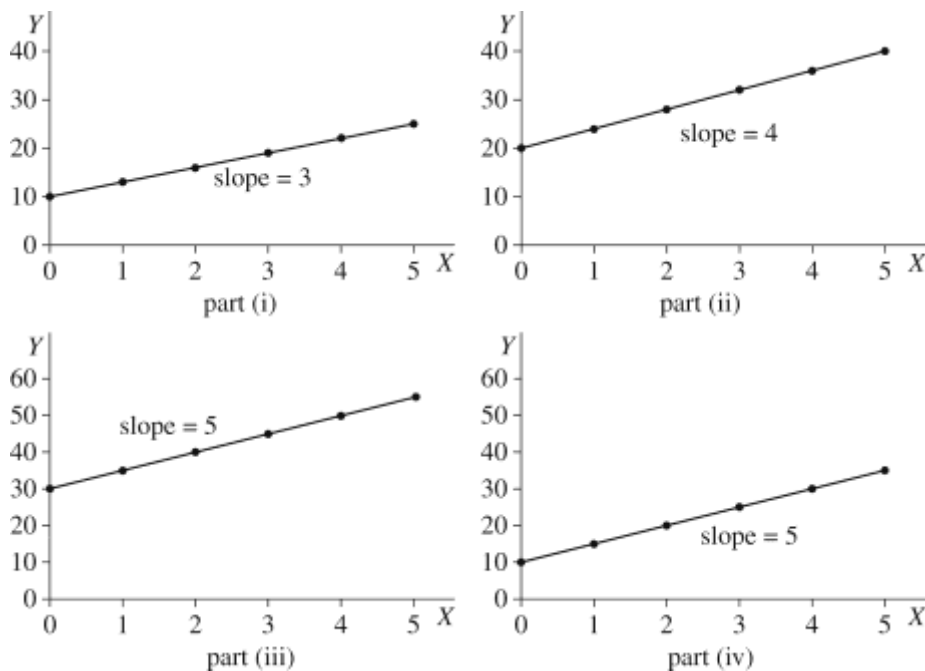 Y
40
30
20
10
0
slope = 3
0 1 2 3 4 5 X
part (i)
Y
40
30
20
10
0
slope = 4
0 1 2 3 4 5 X
part (ii)
Y
60
50
40
30
20
10
0
slope = 5
0 1 2 3 4 5 X
part (iii)
Y
60
50
40
30
20
10
0
slope = 5
0 1 2 3 4 5 X
part (iv)